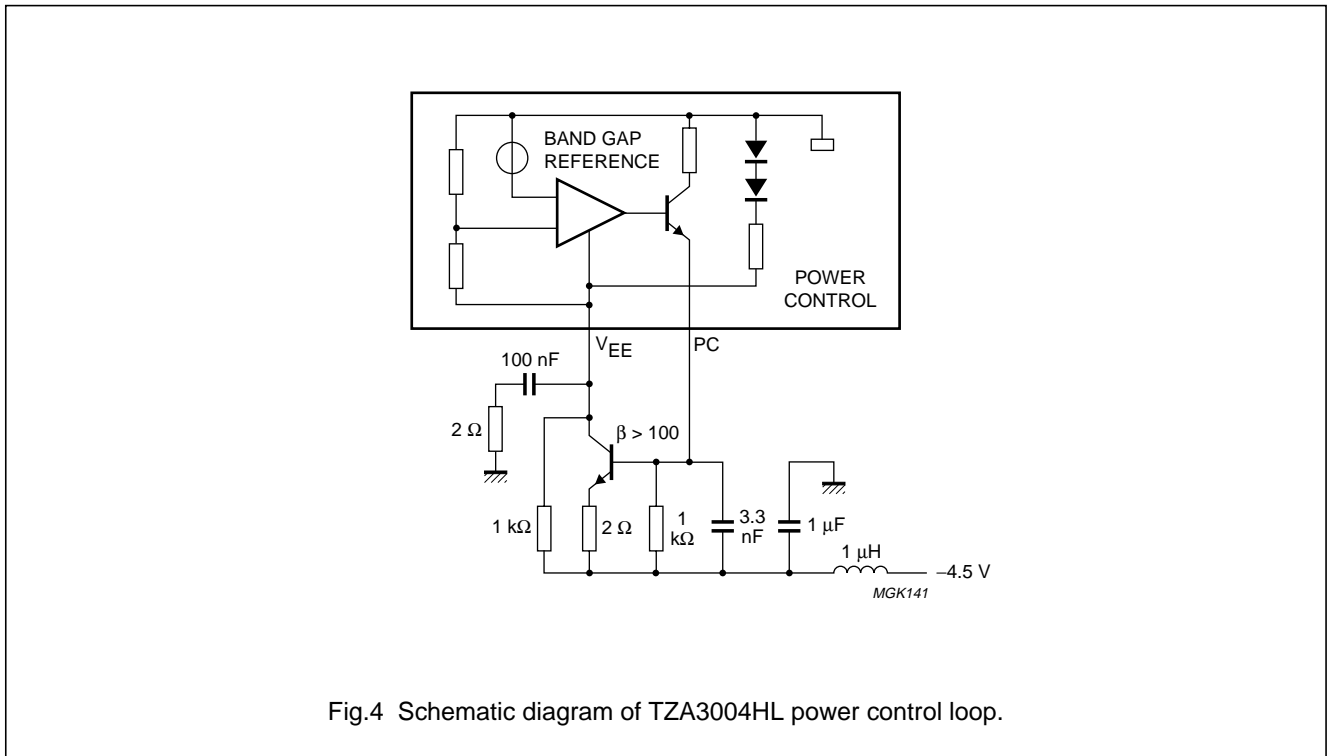 BAND GAP
REFERENCE
POWER
CONTROL
VEE
PC
100 nF
2 Ω
β > 100
1 kΩ
2 Ω
1
kΩ
3.3
nF
1 μF
1 μH
−4.5 V
MGK141
Fig.4 Schematic diagram of TZA3004HL power control loop.